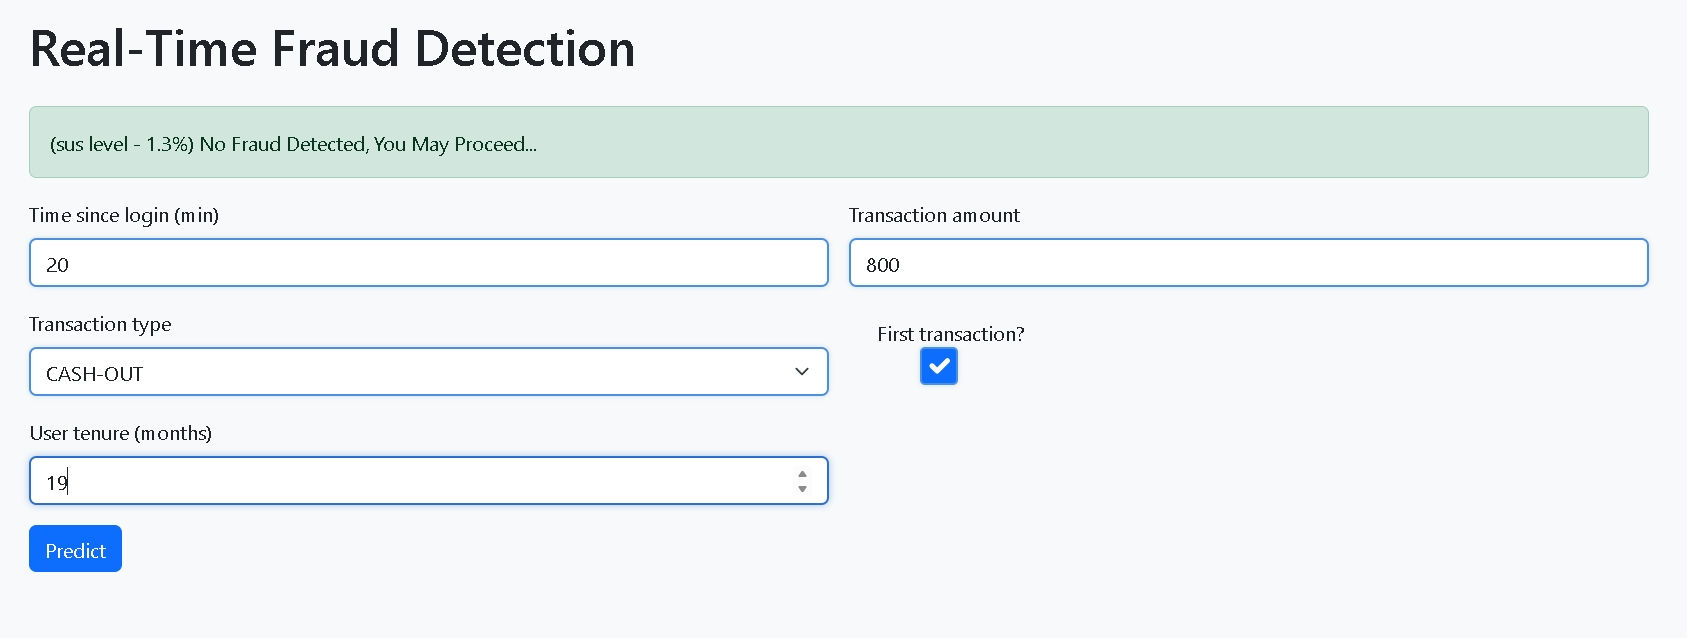 Real-Time Fraud Detection
(sus level - 1.3%) No Fraud Detected, You May Proceed...
Time since login (min)
Transaction amount
20
800
Transaction type
First transaction?
CASH-OUT
User tenure (months)
19
Predict